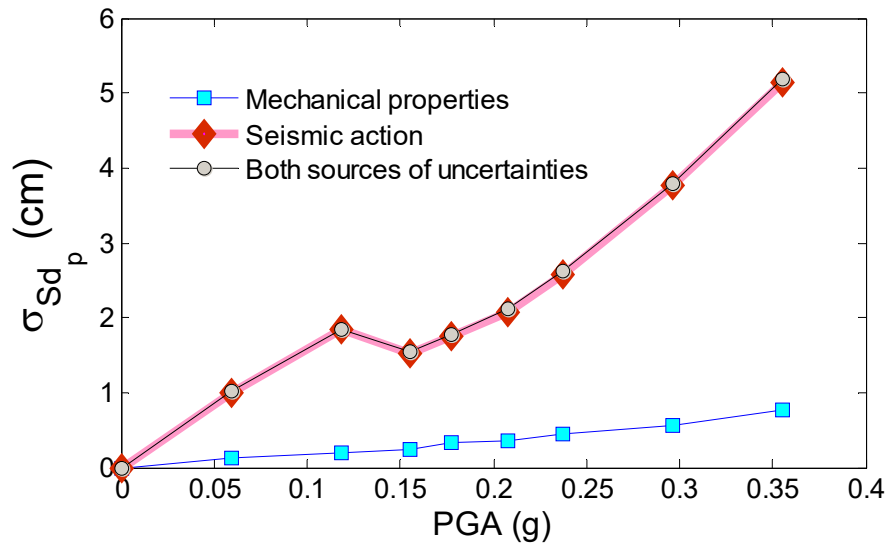 6
5
4
3
2
1
0
σSd_p (cm)
Mechanical properties
Seismic action
Both sources of uncertainties
0 0.05 0.1 0.15 0.2 0.25 0.3 0.35 0.4
PGA (g)